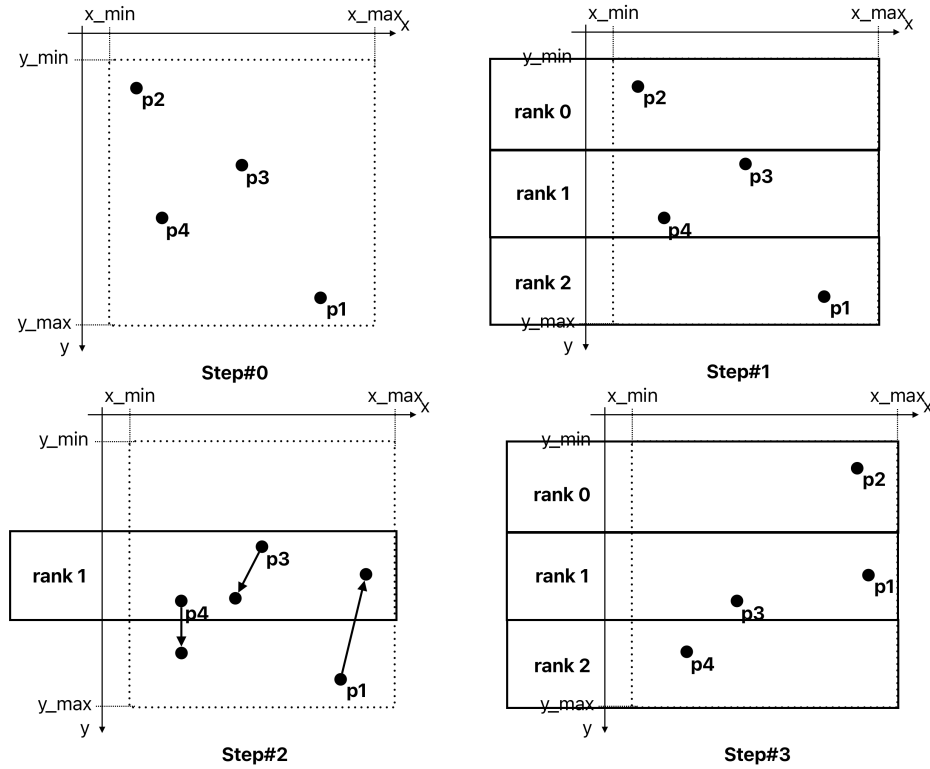 x_min x_max x
y_min
p2
p3
p4
p1
y_max
y
Step#0
x_min x_max x
y_min
p2
rank 0
p3
rank 1
p4
rank 2
p1
y_max
y
Step#1
x_min x_max x
y_min
p3
rank 1
p4
p1
y_max
y
Step#2
x_min x_max x
y_min
p2
rank 0
rank 1
p1
p3
p4
rank 2
y_max
y
Step#3